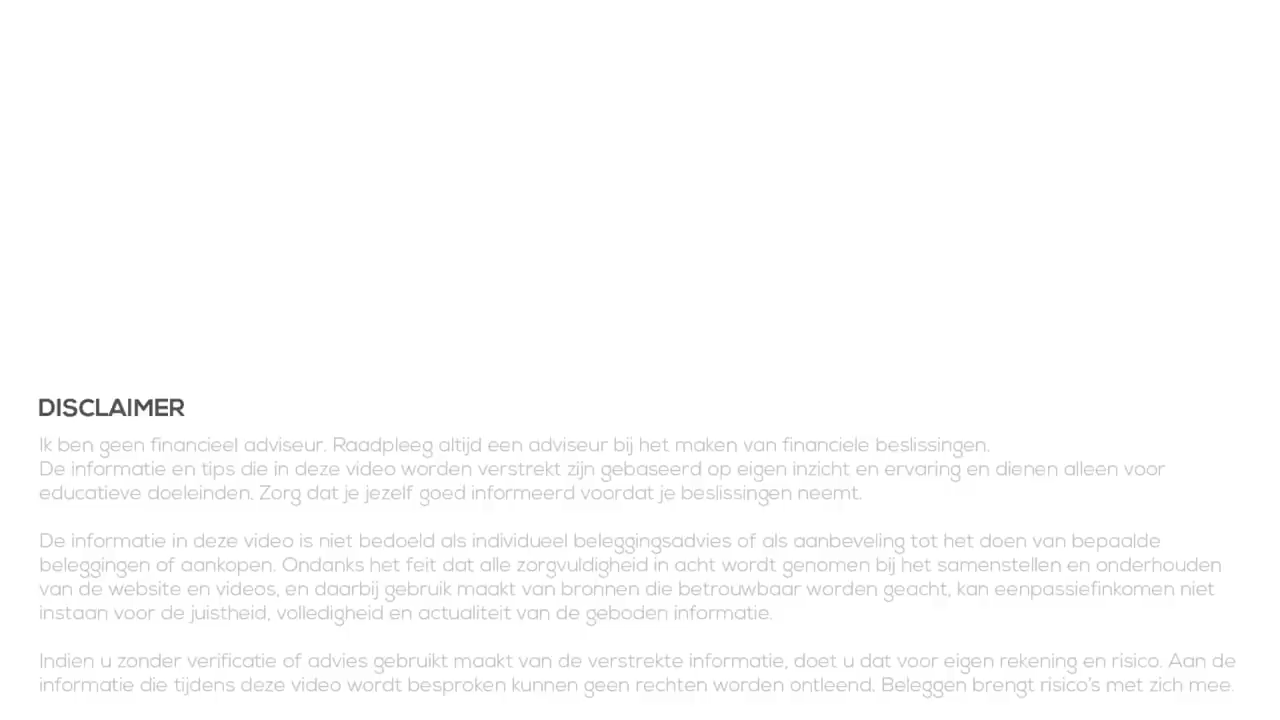 DISCLAIMER
Ik ben geen financieel adviseur. Raadpleeg altijd een adviseur bij het maken van financiele beslissingen.
De informatie en tips die in deze video worden verstrekt zijn gebaseerd op eigen inzicht en ervaring en dienen alleen voor
educatieve doeleinden. Zorg dat je jezelf goed informeerd voordat je beslissingen neemt.
De informatie in deze video is niet bedoeld als individueel beleggingsadvies of als aanbeveling tot het doen van bepaalde
beleggingen of aankopen. Ondanks het feit dat alle zorgvuldigheid in acht wordt genomen bij het samenstellen en onderhouden
van de website en videos, en daarbij gebruik maakt van bronnen die betrouwbaar worden geacht, kan eenpassiefinkomen niet
instaan voor de juistheid, volledigheid en actualiteit van de geboden informatie.
Indien u zonder verificatie of advies gebruikt maakt van de verstrekte informatie, doet u dat voor eigen rekening en risico. Aan de
informatie die tijdens deze video wordt besproken kunnen geen rechten worden ontleend. Beleggen brengt risico's met zich mee.